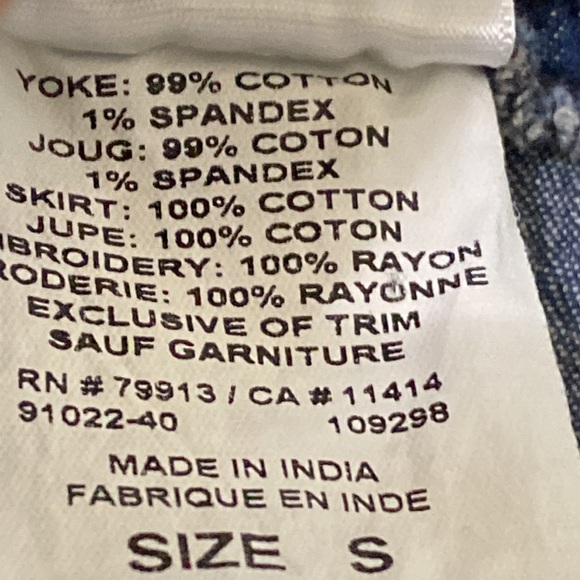 YOKE: 99% COTTON
1% SPANDEX
JOUG: 99% COTON
1% SPANDEX
SKIRT: 100% COTTON
JUPE: 100% COTON
BROIDERY: 100% RAYON
RODERIE: 100% RAYONNE
EXCLUSIVE OF TRIM
SAUF GARNITURE
RN # 79913 / CA # 11414
91022-40 109298
MADE IN INDIA
FABRIQUE EN INDE
SIZE S